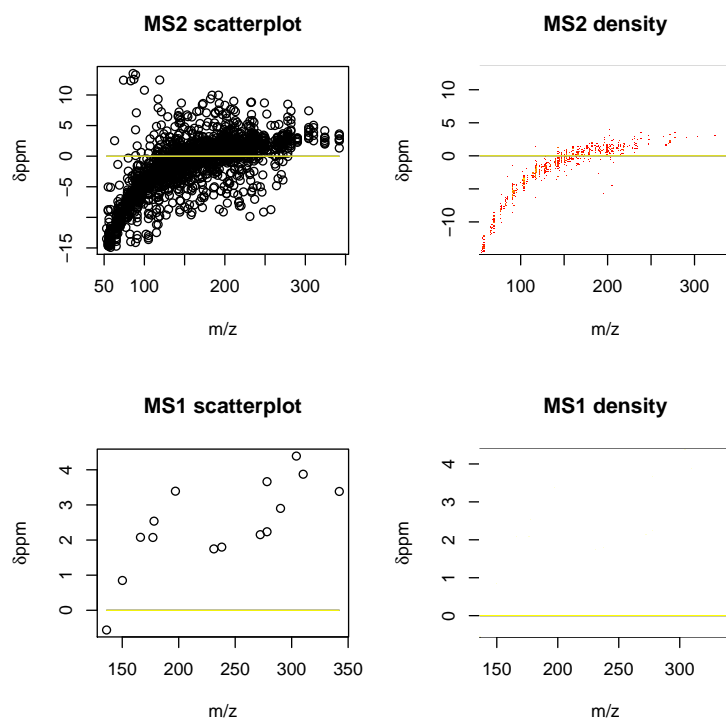 MS2 scatterplot
10
5
0
−5
−15
δppm
50 100 200 300
m/z
MS2 density
10
5
0
−10
δppm
100 200 300
m/z
MS1 scatterplot
4
3
2
1
0
δppm
150 200 250 300 350
m/z
MS1 density
4
3
2
1
0
δppm
150 200 250 300
m/z